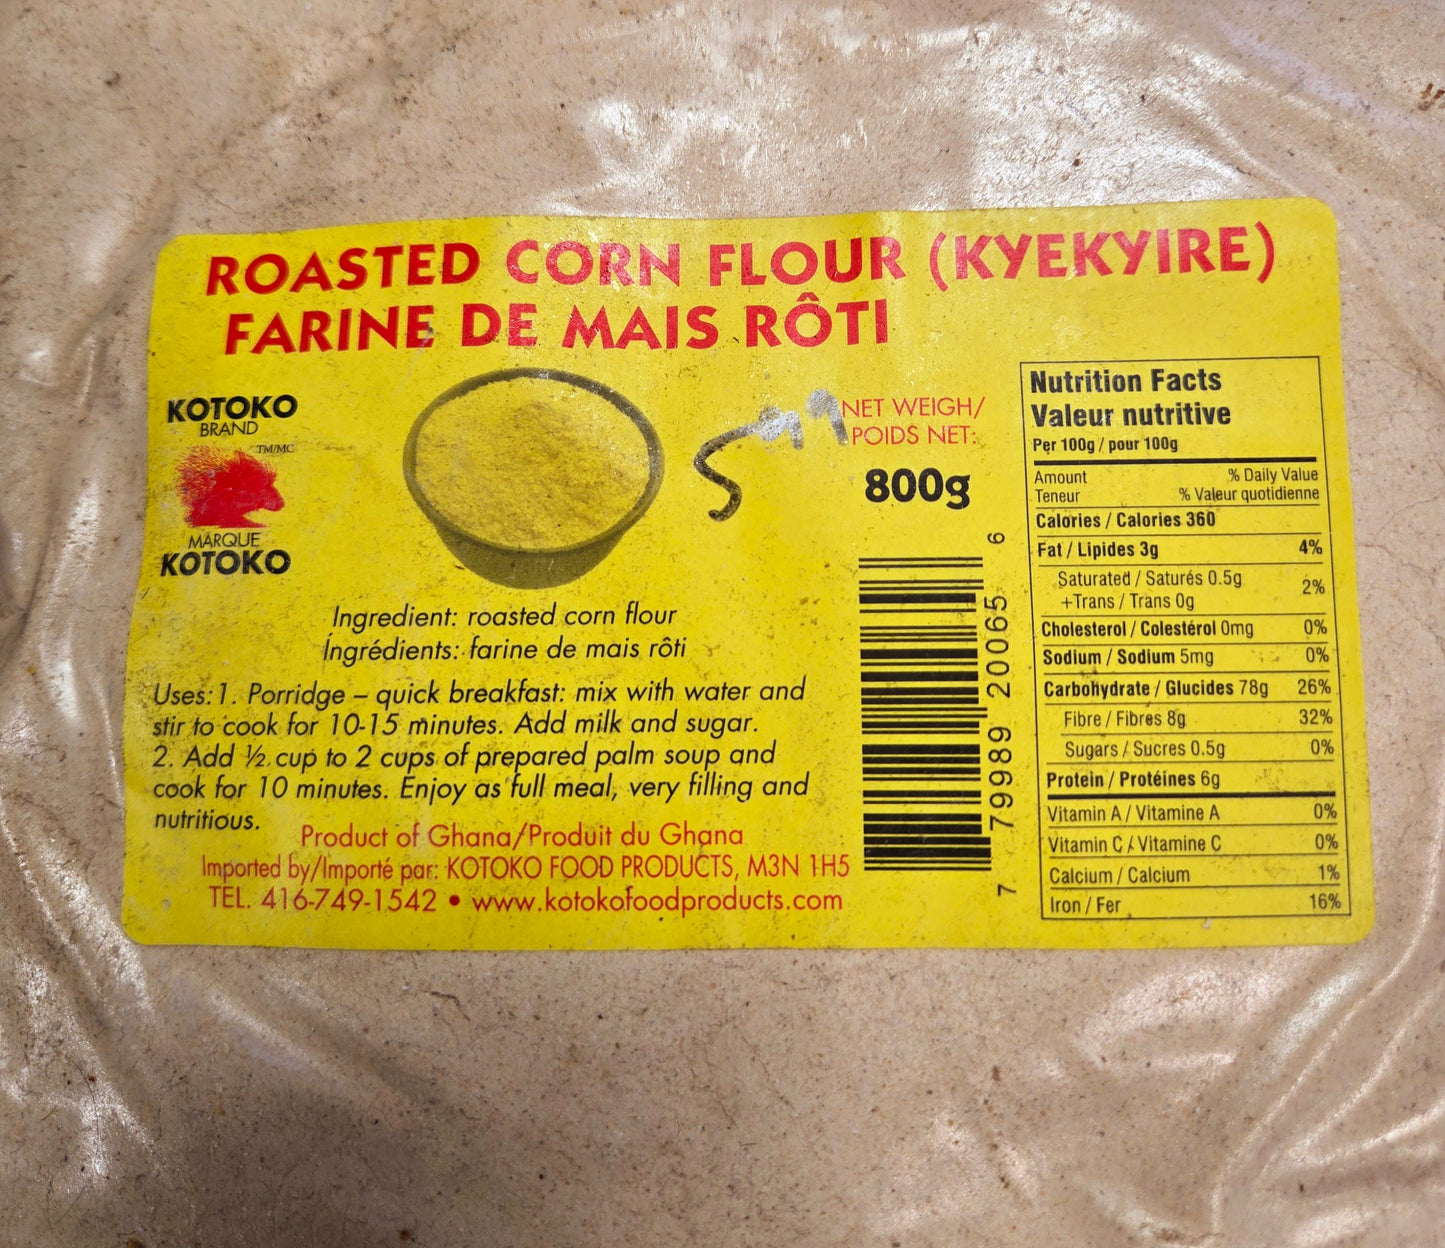 ROASTED CORN FLOUR (KYEKYIRE)
FARINE DE MAIS RÔTI
KOTOKO
BRAND
TM/MC
MARQUE
KOTOKO
NET WEIGH/
POIDS NET:
800g
Ingredient: roasted corn flour
Ingrédients: farine de mais rôti
Uses: 1. Porridge – quick breakfast: mix with water and
stir to cook for 10-15 minutes. Add milk and sugar.
2. Add ½ cup to 2 cups of prepared palm soup and
cook for 10 minutes. Enjoy as full meal, very filling and
nutritious.
Product of Ghana/Produit du Ghana
Imported by/Importé par: KOTOKO FOOD PRODUCTS, M3N 1H5
TEL. 416-749-1542 • www.kotokofoodproducts.com
7 79989 20065 6
Nutrition Facts
Valeur nutritive
Per 100g / pour 100g
Amount % Daily Value
Teneur % Valeur quotidienne
Calories / Calories 360
Fat / Lipides 3g 4%
Saturated / Saturés 0.5g 2%
+Trans / Trans 0g
Cholesterol / Colestérol 0mg 0%
Sodium / Sodium 5mg 0%
Carbohydrate / Glucides 78g 26%
Fibre / Fibres 8g 32%
Sugars / Sucres 0.5g 0%
Protein / Protéines 6g
Vitamin A / Vitamine A 0%
Vitamin C / Vitamine C 0%
Calcium / Calcium 1%
Iron / Fer 16%